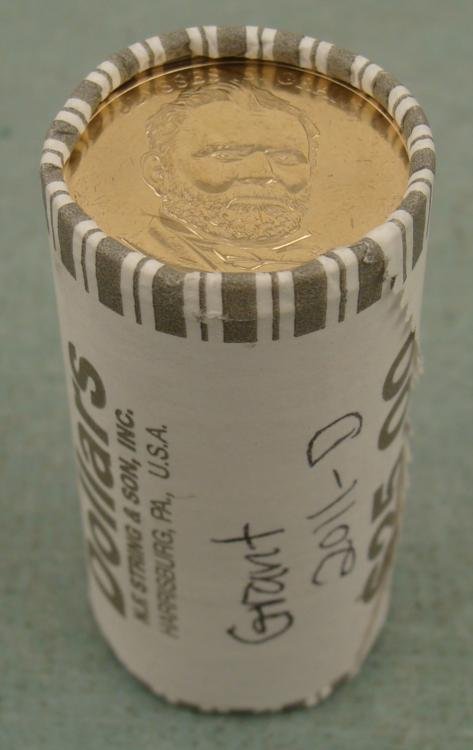 Dollars
N.F. STRING & SON, INC.
HARRISBURG, PA, U.S.A.
Grant
2011-D
$25.00